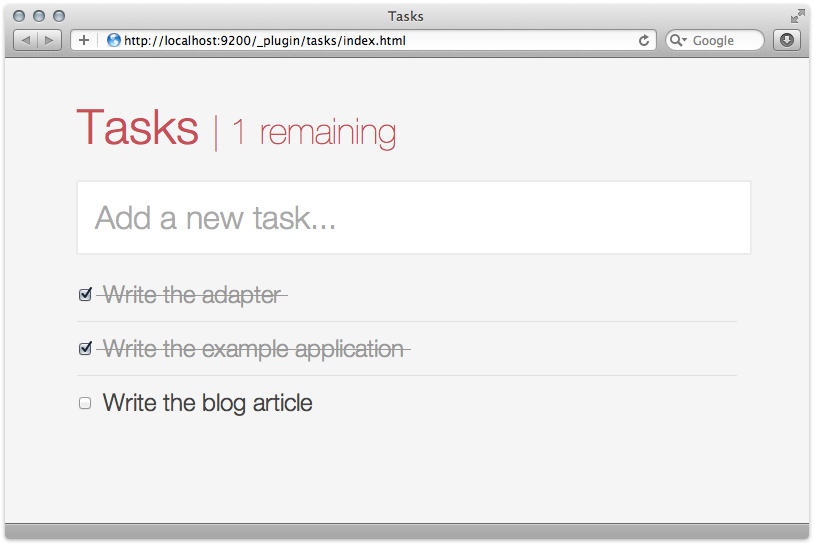 Tasks
http://localhost:9200/_plugin/tasks/index.html
Google
Tasks | 1 remaining
Add a new task...
Write the adapter
Write the example application
Write the blog article